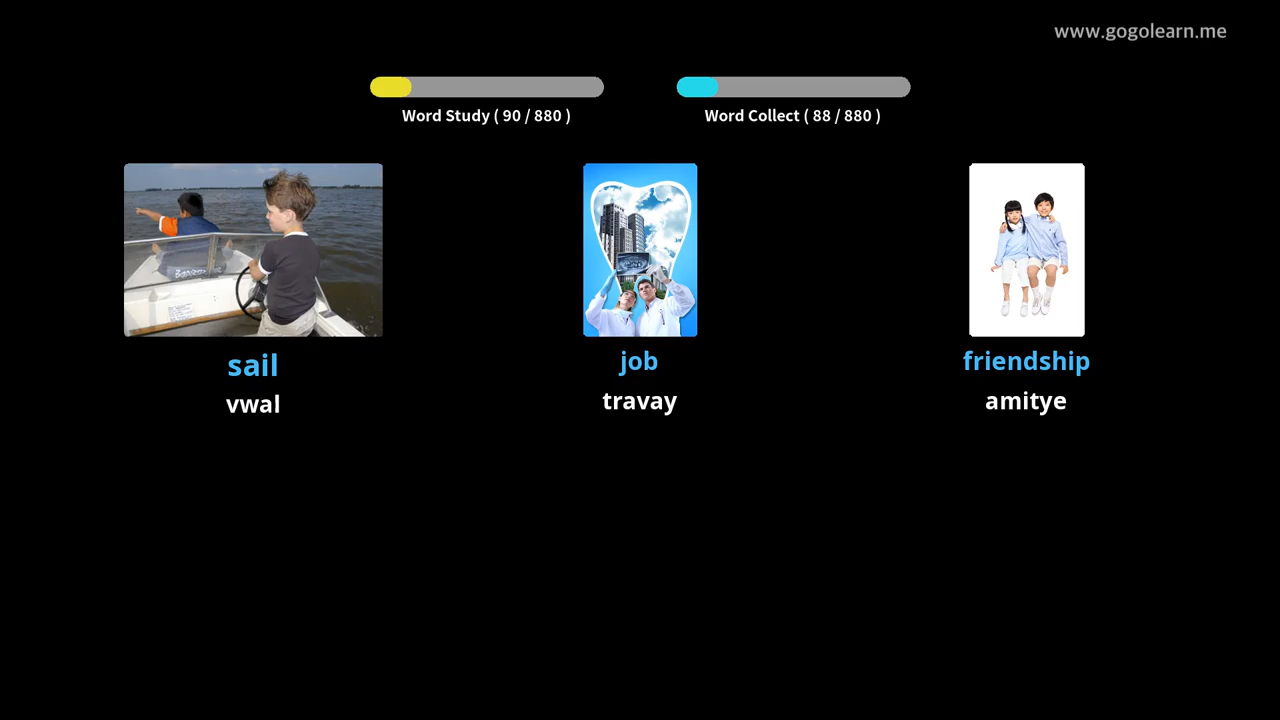 www.gogolearn.me
Word Study ( 90 / 880 )
Word Collect ( 88 / 880 )
sail
vwal
job
travay
friendship
amitye